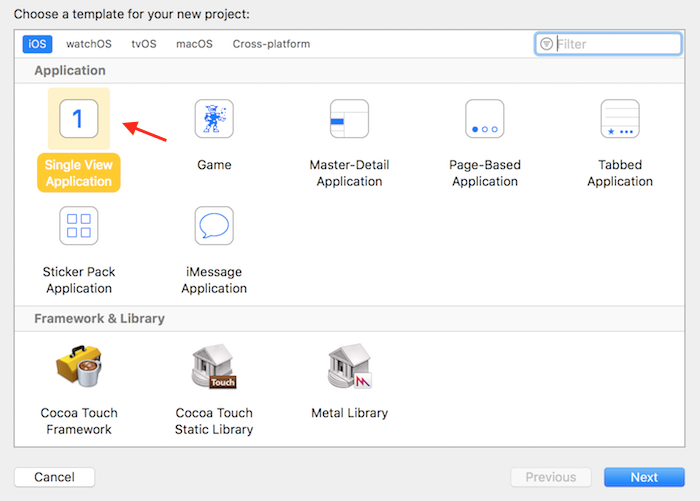 Choose a template for your new project:
iOS watchOS tvOS macOS Cross-platform Filter
Application
1
Single View Application
Game
Master-Detail Application
Page-Based Application
Tabbed Application
Sticker Pack Application
iMessage Application
Framework & Library
Touch
Cocoa Touch Framework
Cocoa Touch Static Library
Metal Library
Cancel Previous Next